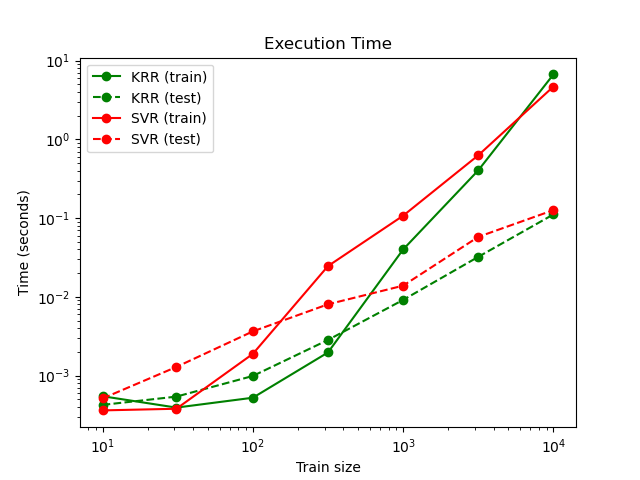 Execution Time
KRR (train)
KRR (test)
SVR (train)
SVR (test)
Time (seconds)
10¹
10⁰
10⁻¹
10⁻²
10⁻³
10¹
10²
10³
10⁴
Train size